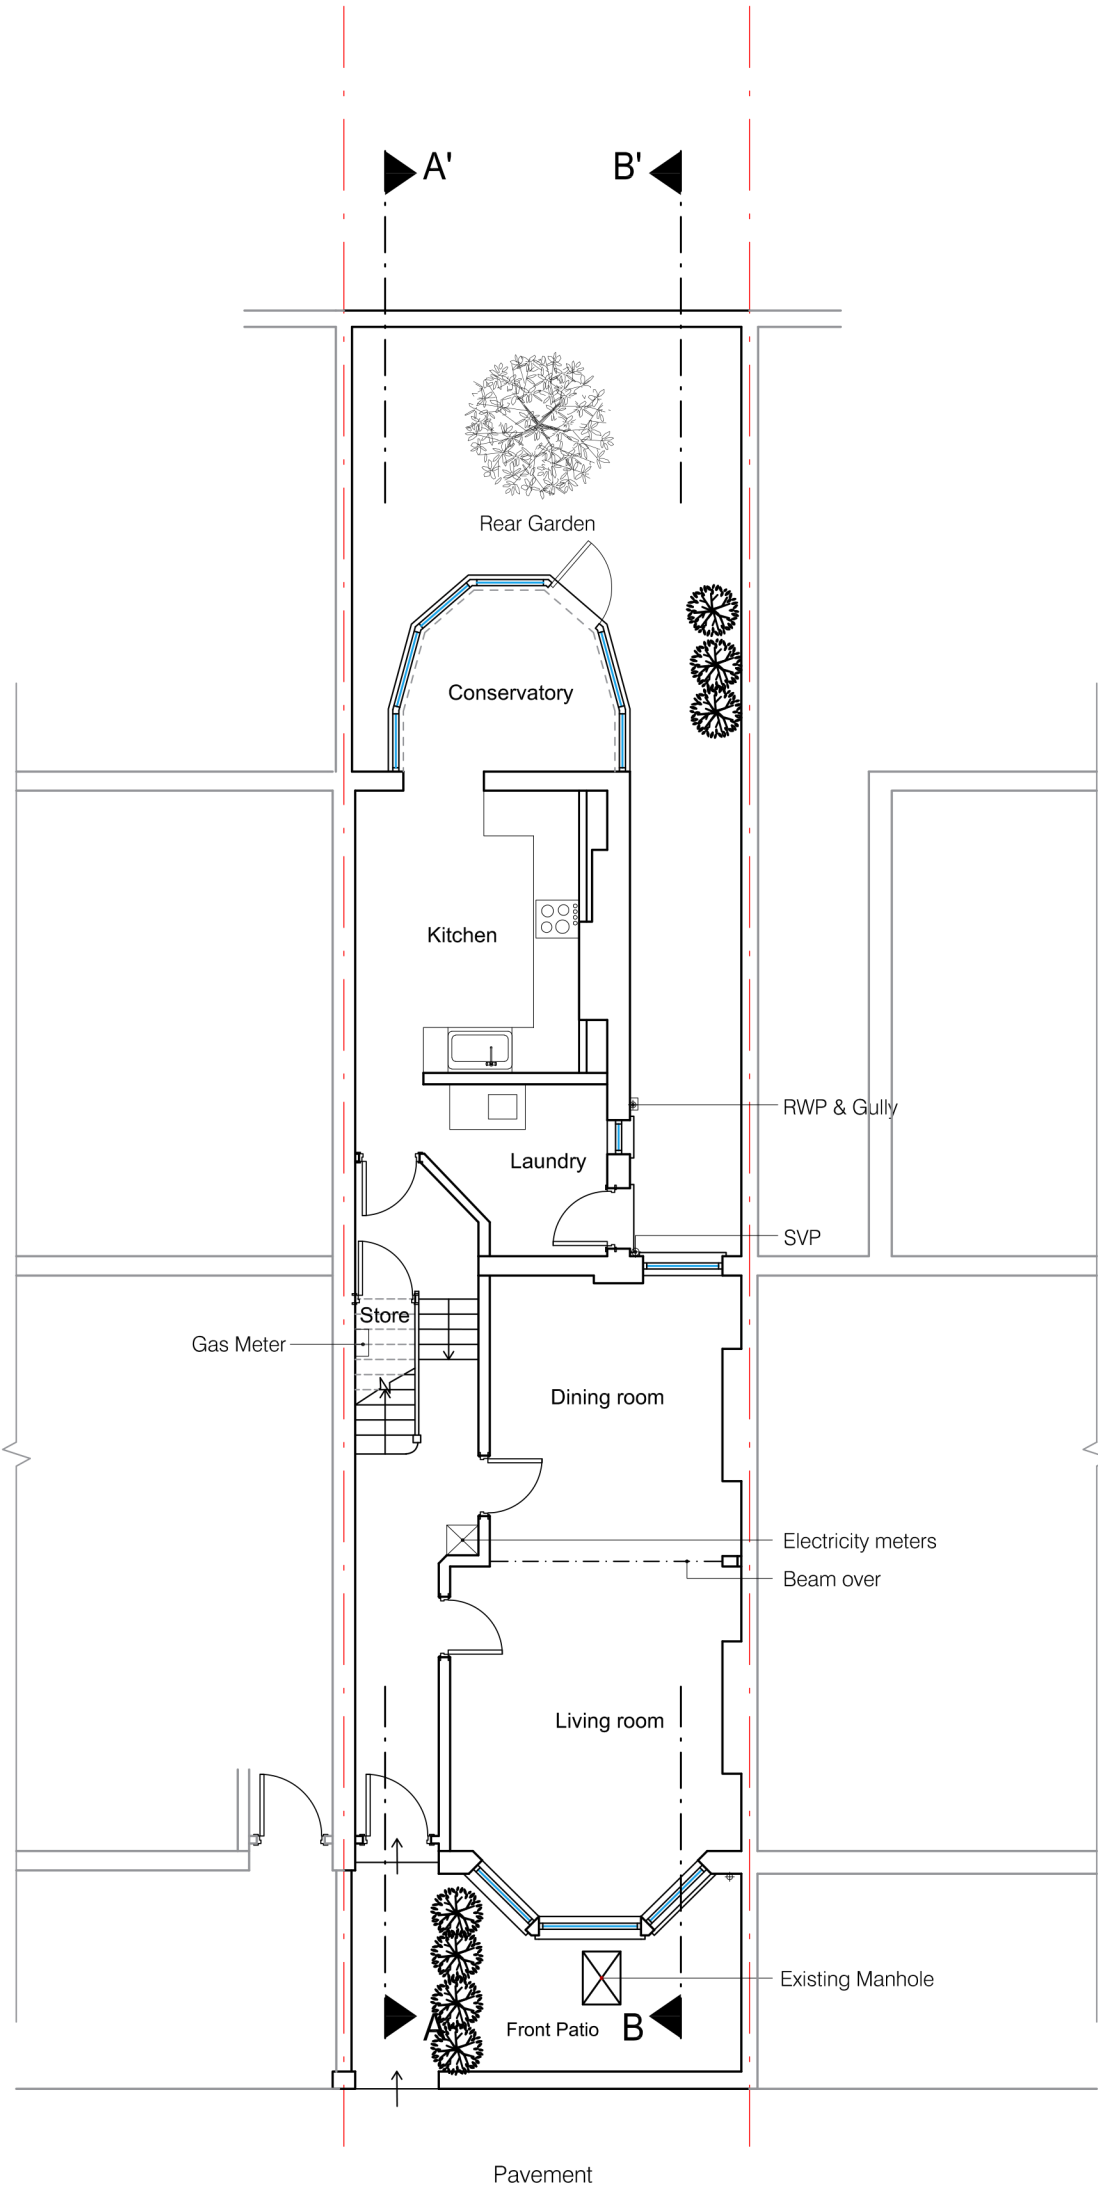 A' B'
Rear Garden
Conservatory
Kitchen
RWP & Gully
Laundry
SVP
Store
Gas Meter
Dining room
Electricity meters
Beam over
Living room
Existing Manhole
A Front Patio B
Pavement